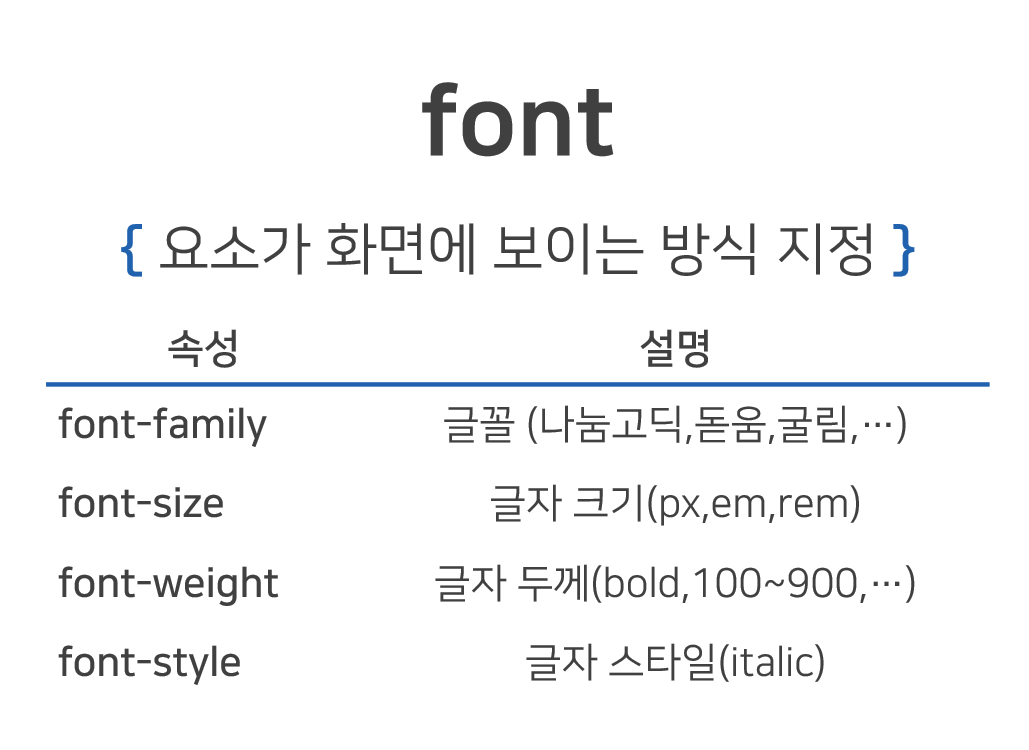 font
{ 요소가 화면에 보이는 방식 지정 }
속성 설명
font-family 글꼴 (나눔고딕,돋움,굴림,…)
font-size 글자 크기(px,em,rem)
font-weight 글자 두께(bold,100~900,…)
font-style 글자 스타일(italic)